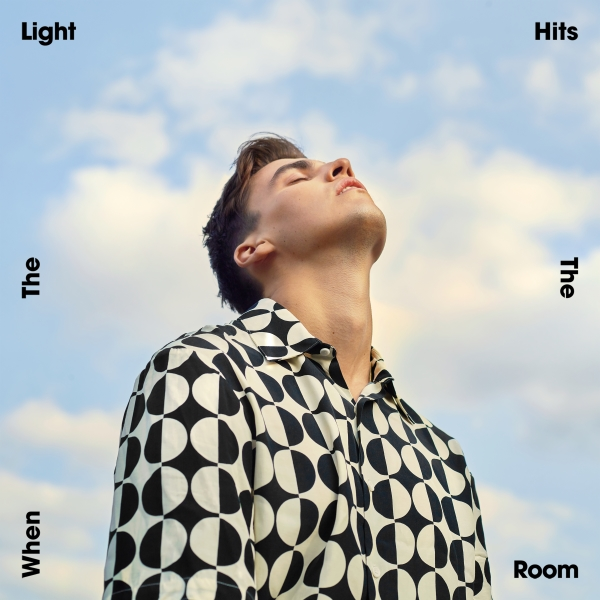 When
The
Light
Hits
The
Room